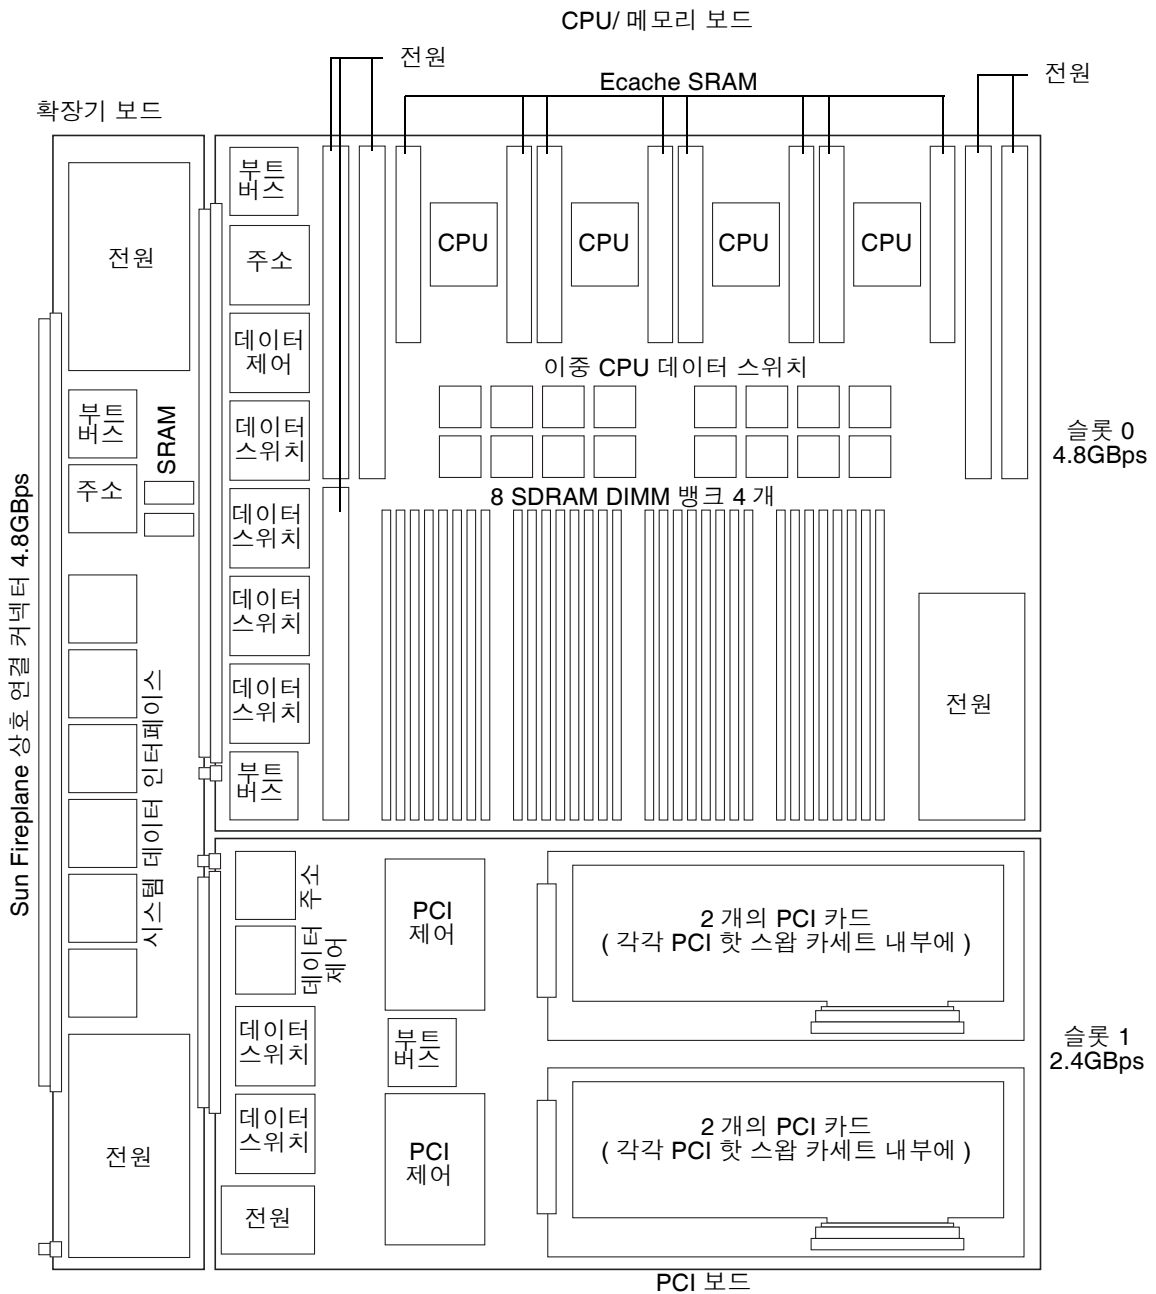 CPU/ 메모리 보드
전원
Ecache SRAM
전원
확장기 보드
전원
부트
버스
SRAM
주소
시스템 데이터 인터페이스
전원
Sun Fireplane 상호 연결 커넥터 4.8GBps
부트
버스
주소
데이터
제어
데이터
스위치
데이터
스위치
데이터
스위치
데이터
스위치
부트
버스
CPU
CPU
CPU
CPU
이중 CPU 데이터 스위치
8 SDRAM DIMM 뱅크 4 개
전원
슬롯 0
4.8GBps
주소
데이터
제어
데이터
스위치
데이터
스위치
전원
PCI
제어
부트
버스
PCI
제어
2 개의 PCI 카드
( 각각 PCI 핫 스왑 카세트 내부에 )
2 개의 PCI 카드
( 각각 PCI 핫 스왑 카세트 내부에 )
슬롯 1
2.4GBps
PCI 보드